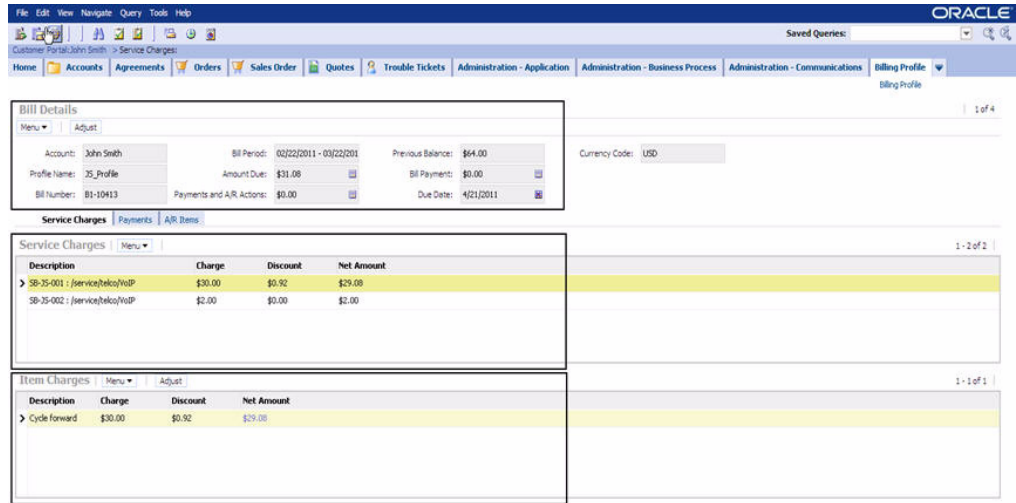 File Edit View Navigate Query Tools Help ORACLE
Saved Queries:
Customer Portal:John Smith > Service Charges:
Home Accounts Agreements Orders Sales Order Quotes Trouble Tickets Administration - Application Administration - Business Process Administration - Communications Billing Profile
Billing Profile
Bill Details 1 of 4
Menu Adjust
Account: John Smith Bill Period: 02/22/2011 - 03/22/201 Previous Balance: $64.00 Currency Code: USD
Profile Name: JS_Profile Amount Due: $31.08 Bill Payment: $0.00
Bill Number: B1-10413 Payments and A/R Actions: $0.00 Due Date: 4/21/2011
Service Charges Payments A/R Items
Service Charges Menu 1 - 2 of 2
Description Charge Discount Net Amount
SB-JS-001 : /service/telco/VoIP $30.00 $0.92 $29.08
SB-JS-002 : /service/telco/VoIP $2.00 $0.00 $2.00
Item Charges Menu Adjust 1 - 1 of 1
Description Charge Discount Net Amount
Cycle forward $30.00 $0.92 $29.08